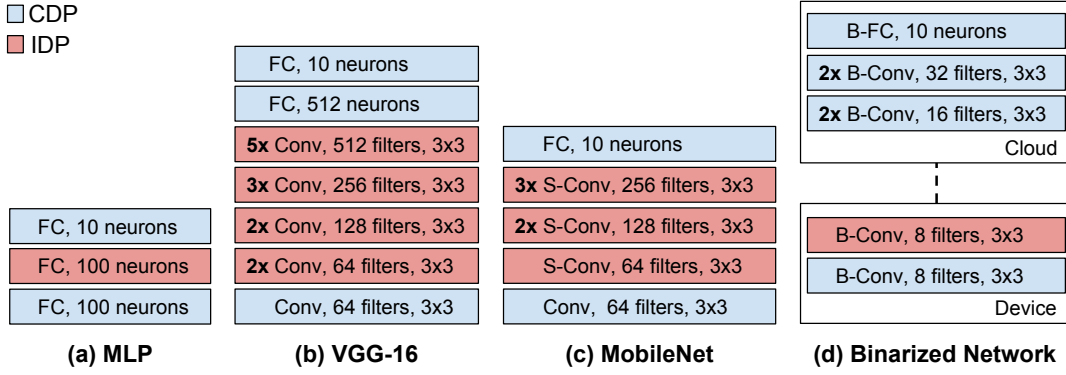 CDP
IDP
FC, 10 neurons
FC, 100 neurons
FC, 100 neurons
(a) MLP
FC, 10 neurons
FC, 512 neurons
5x Conv, 512 filters, 3x3
3x Conv, 256 filters, 3x3
2x Conv, 128 filters, 3x3
2x Conv, 64 filters, 3x3
Conv, 64 filters, 3x3
(b) VGG-16
FC, 10 neurons
3x S-Conv, 256 filters, 3x3
2x S-Conv, 128 filters, 3x3
S-Conv, 64 filters, 3x3
Conv, 64 filters, 3x3
(c) MobileNet
B-FC, 10 neurons
2x B-Conv, 32 filters, 3x3
2x B-Conv, 16 filters, 3x3
Cloud
B-Conv, 8 filters, 3x3
B-Conv, 8 filters, 3x3
Device
(d) Binarized Network